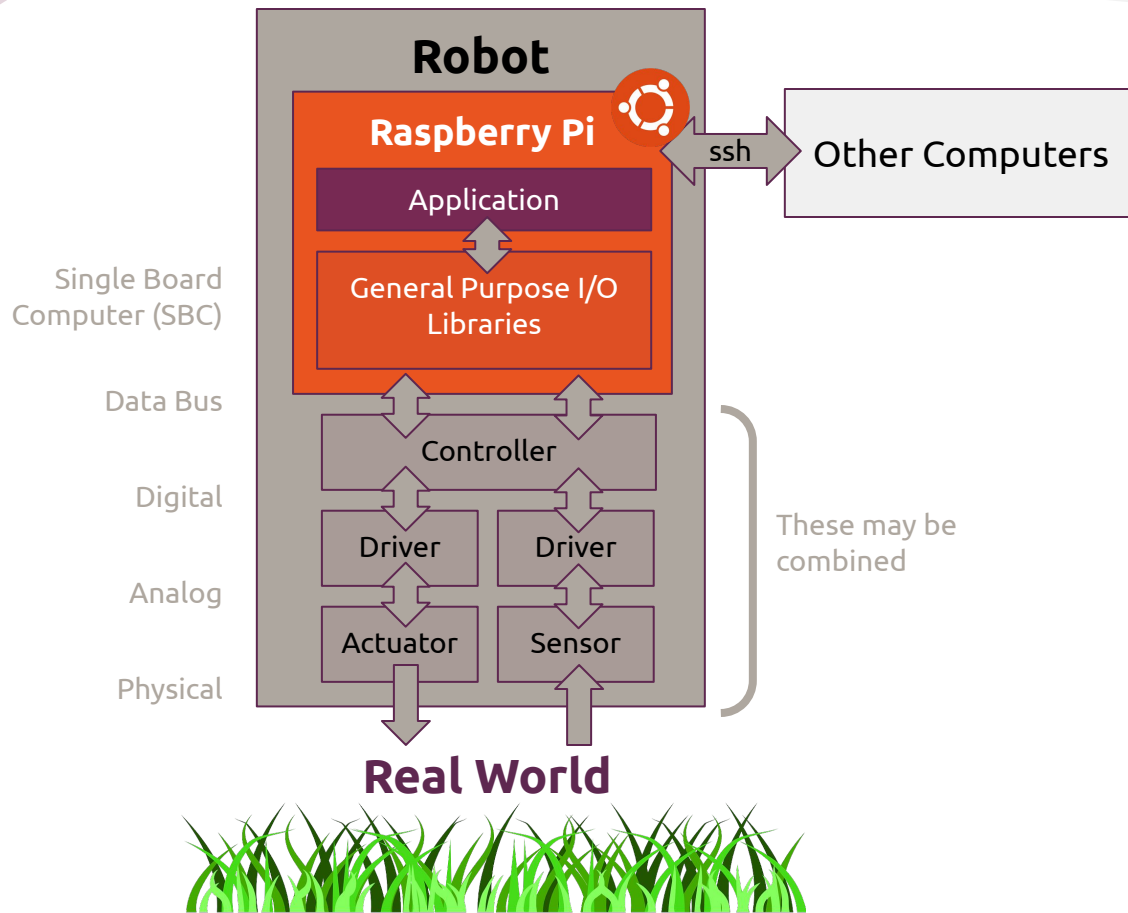 Robot
Raspberry Pi
ssh
Other Computers
Application
General Purpose I/O
Libraries
Single Board
Computer (SBC)
Data Bus
Controller
Digital
Driver
Driver
These may be
combined
Analog
Actuator
Sensor
Physical
Real World